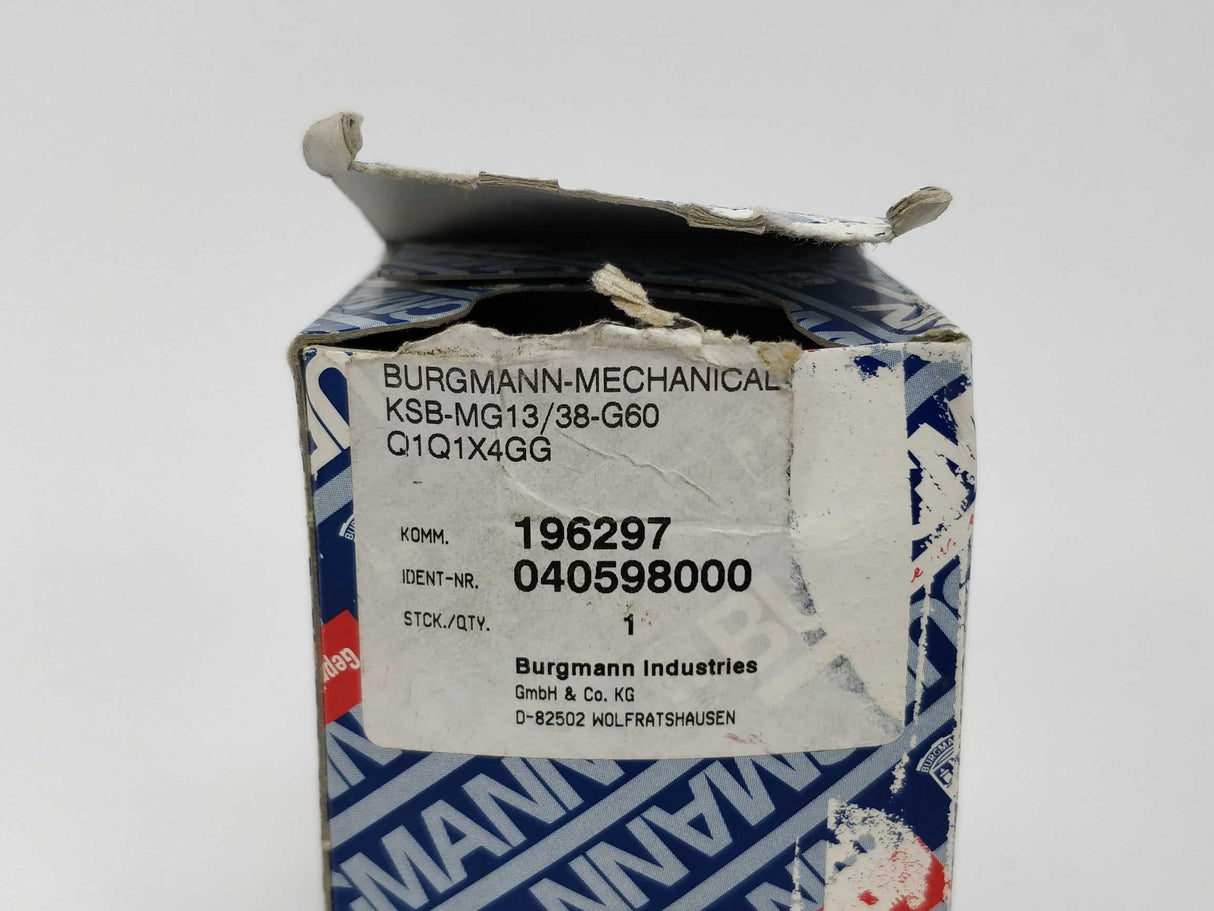 BURGMANN-MECHANICAL
KSB-MG13/38-G60
Q1Q1X4GG
KOMM. 196297
IDENT-NR. 040598000
STCK./QTY. 1
Burgmann Industries
GmbH & Co. KG
D-82502 WOLFRATSHAUSEN